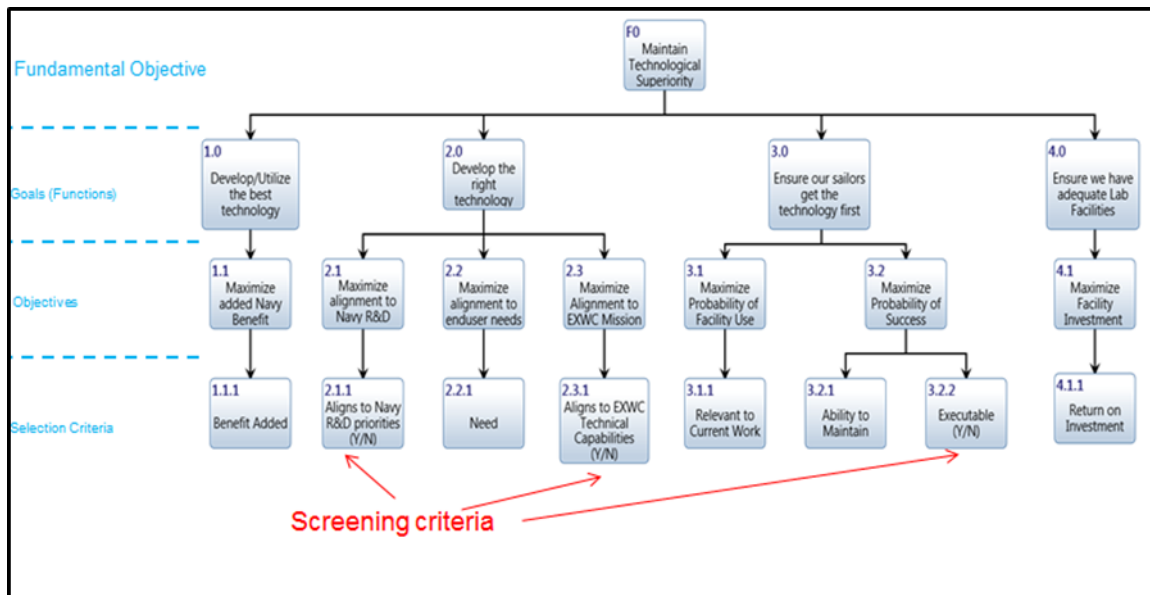 Fundamental Objective
F0
Maintain
Technological
Superiority
Goals (Functions)
1.0
Develop/Utilize
the best
technology
2.0
Develop the
right
technology
3.0
Ensure our sailors
get the
technology first
4.0
Ensure we have
adequate Lab
Facilities
Objectives
1.1
Maximize
added Navy
Benefit
2.1
Maximize
alignment to
Navy R&D
2.2
Maximize
alignment to
enduser needs
2.3
Maximize
Alignment to
EXWC Mission
3.1
Maximize
Probability of
Facility Use
3.2
Maximize
Probability of
Success
4.1
Maximize
Facility
Investment
Selection Criteria
1.1.1
Benefit Added
2.1.1
Aligns to Navy
R&D priorities
(Y/N)
2.2.1
Need
2.3.1
Aligns to EXWC
Technical
Capabilities
(Y/N)
3.1.1
Relevant to
Current Work
3.2.1
Ability to
Maintain
3.2.2
Executable
(Y/N)
4.1.1
Return on
Investment
Screening criteria